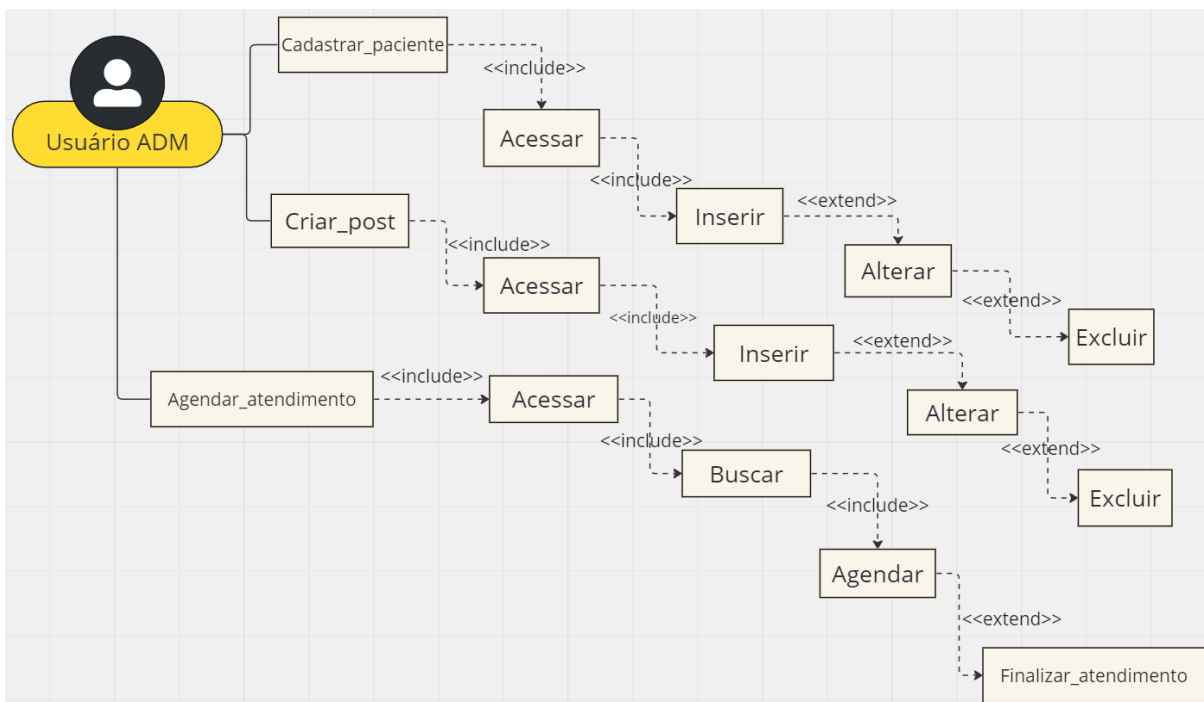 Cadastrar_paciente
<<include>>
Usuário ADM
Acessar
<<include>>
Inserir
<<extend>>
Criar_post
<<include>>
Alterar
Acessar
<<extend>>
<<include>>
Excluir
Inserir
<<extend>>
<<include>>
Agendar_atendimento
Acessar
Alterar
<<include>>
<<extend>>
Buscar
Excluir
<<include>>
Agendar
<<extend>>
Finalizar_atendimento